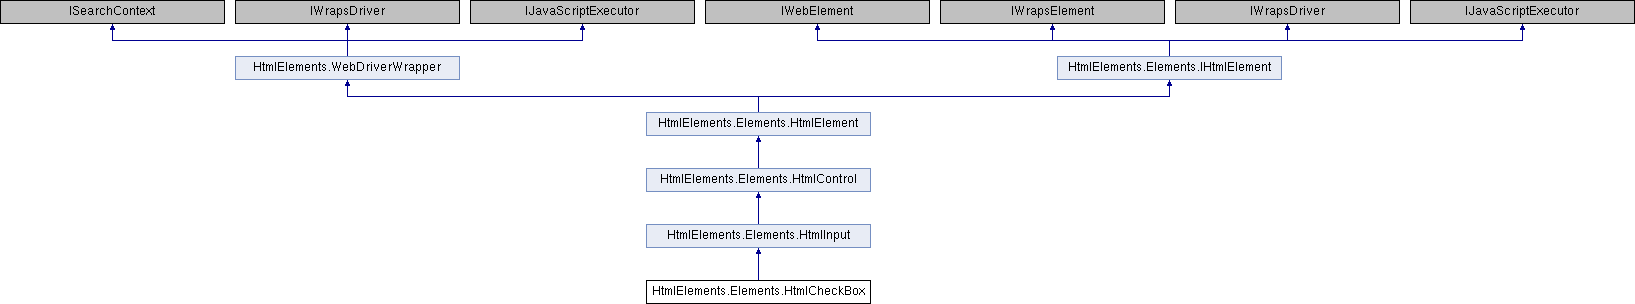 ISearchContext
IWrapsDriver
IJavaScriptExecutor
IWebElement
IWrapsElement
IWrapsDriver
IJavaScriptExecutor
HtmlElements.WebDriverWrapper
HtmlElements.Elements.IHtmlElement
HtmlElements.Elements.HtmlElement
HtmlElements.Elements.HtmlControl
HtmlElements.Elements.HtmlInput
HtmlElements.Elements.HtmlCheckBox